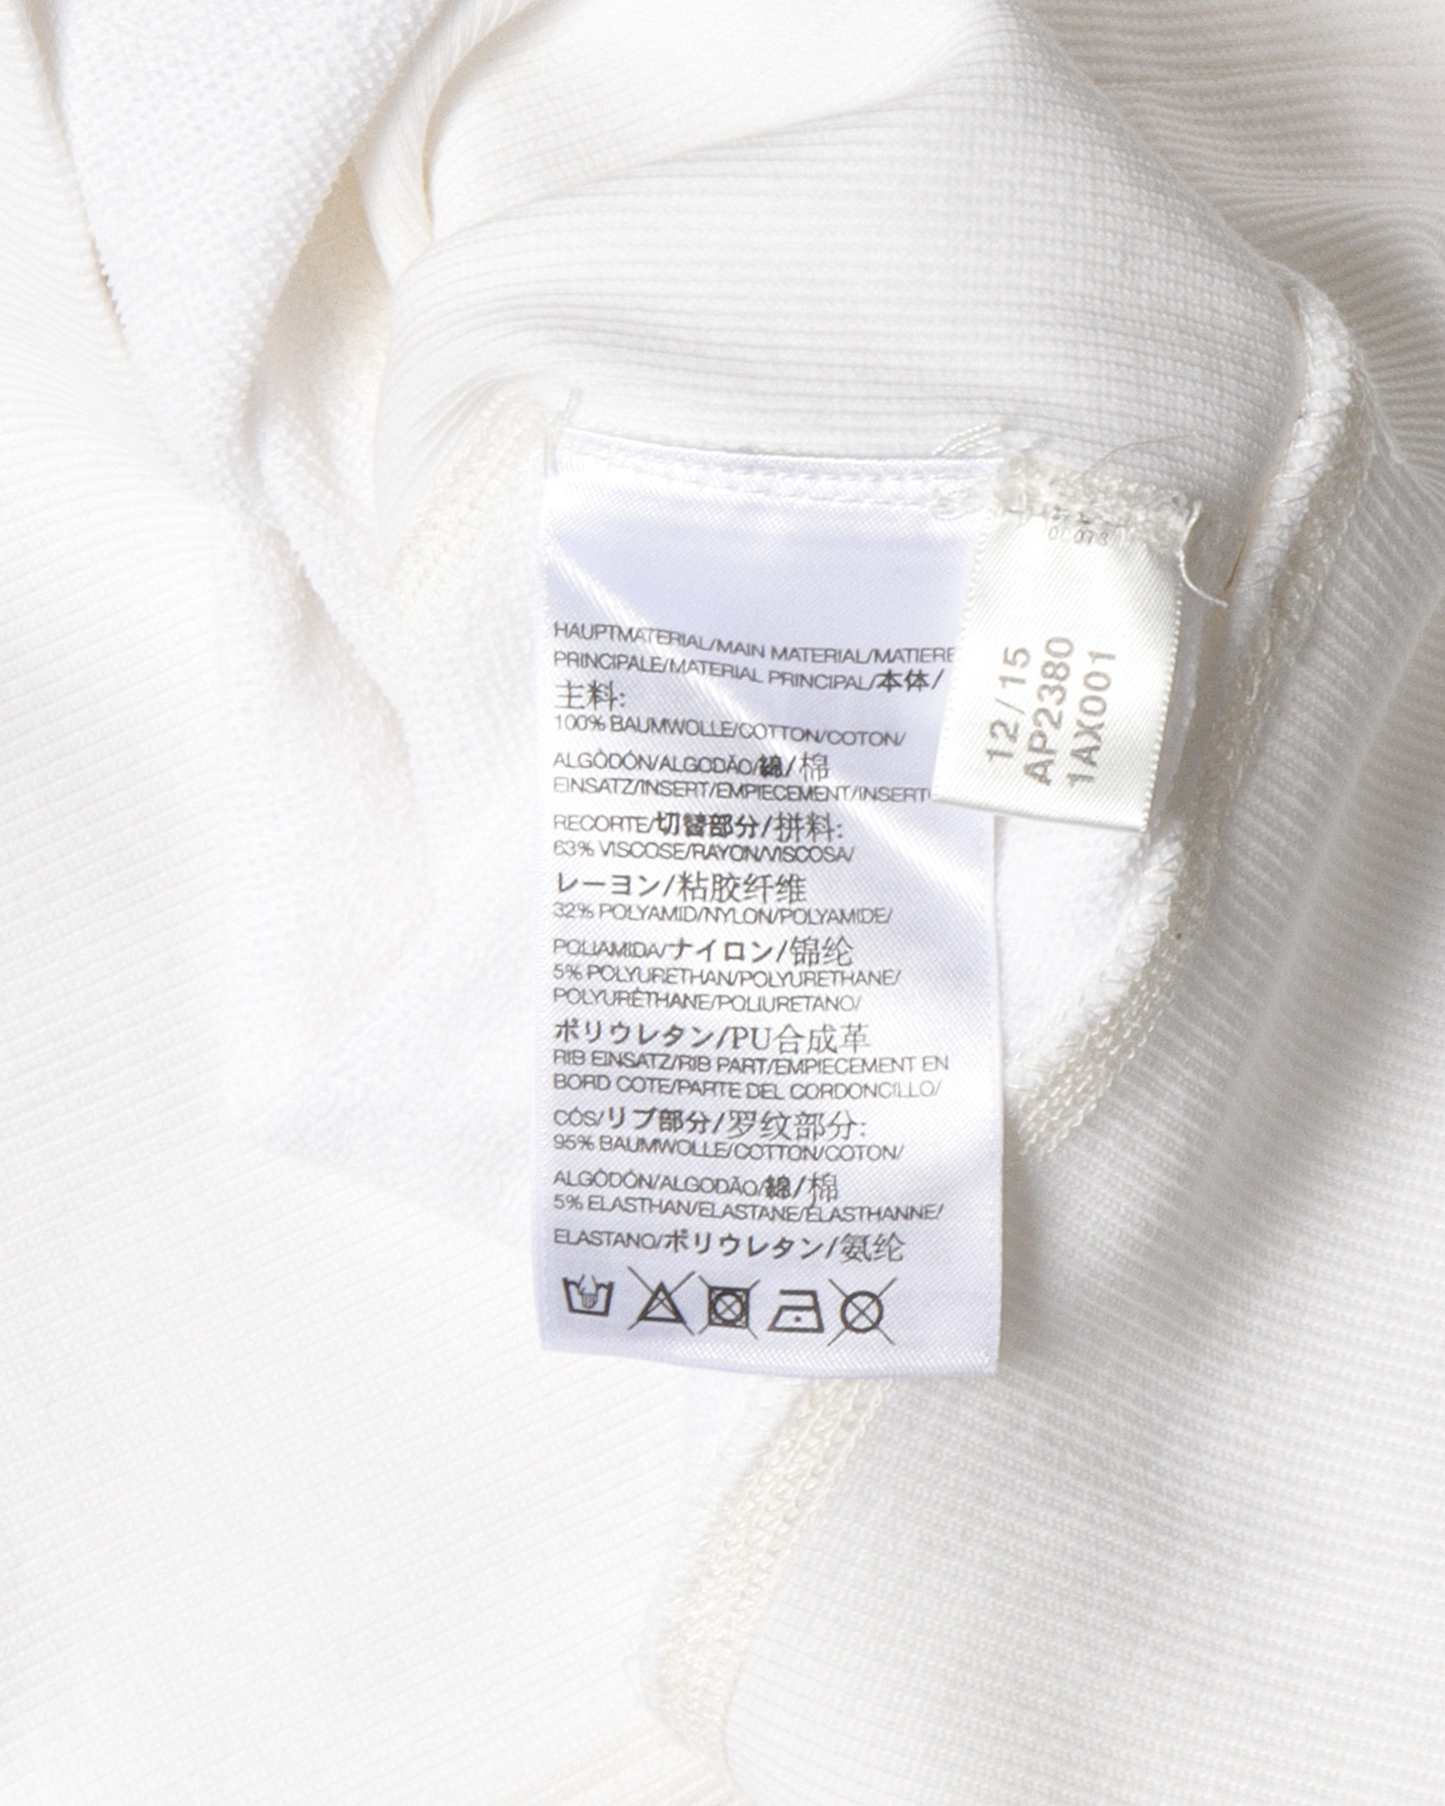 HAUPTMATERIAL/MAIN MATERIAL/MATIERE
PRINCIPALE/MATERIAL PRINCIPAL/本体/
主料:
100% BAUMWOLLE/COTTON/COTON/
ALGÒDÓN/ALGODÃO/綿/棉
EINSATZ/INSERT/EMPIECEMENT/INSERT
RECORTE/切替部分/拼料:
63% VISCOSE/RAYON/VISCOSA/
レーヨン/粘胶纤维
32% POLYAMID/NYLON/POLYAMIDE/
POLIAMIDA/ナイロン/锦纶
5% POLYURETHAN/POLYURETHANE/
POLYURÉTHANE/POLIURETANO/
ポリウレタン/PU合成革
RIB EINSATZ/RIB PART/EMPIECEMENT EN
BORD COTE/PARTE DEL CORDONCILLO/
CÓS/リブ部分/罗纹部分:
95% BAUMWOLLE/COTTON/COTON/
ALGÒDÓN/ALGODÃO/綿/棉
5% ELASTHAN/ELASTANE/ÉLASTHANNE/
ELASTANO/ポリウレタン/氨纶
12/15
AP2380
1AX001